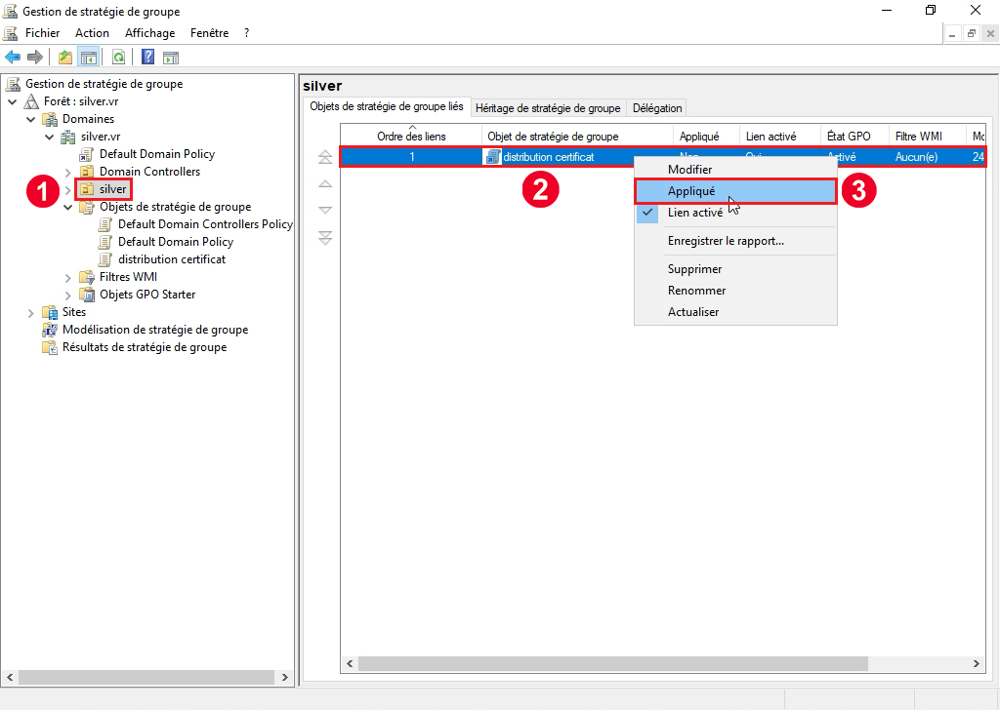 Gestion de stratégie de groupe
Fichier Action Affichage Fenêtre ?
Gestion de stratégie de groupe
Forêt : silver.vr
Domaines
silver.vr
Default Domain Policy
Domain Controllers
1
silver
Objets de stratégie de groupe
Default Domain Controllers Policy
Default Domain Policy
distribution certificat
Filtres WMI
Objets GPO Starter
Sites
Modélisation de stratégie de groupe
Résultats de stratégie de groupe
silver
Objets de stratégie de groupe liés Héritage de stratégie de groupe Délégation
Ordre des liens Objet de stratégie de groupe Appliqué Lien activé État GPO Filtre WMI Mo
1 distribution certificat Non Oui Activé Aucun(e) 24
2
Modifier
Appliqué
3
Lien activé
Enregistrer le rapport...
Supprimer
Renommer
Actualiser